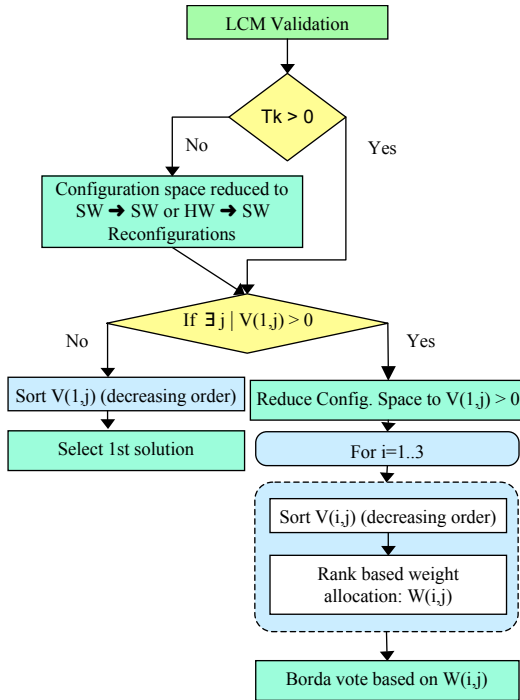 LCM Validation
Tk > 0
No
Yes
Configuration space reduced to
SW ➔ SW or HW ➔ SW
Reconfigurations
If ∃ j | V(1,j) > 0
No
Yes
Sort V(1,j) (decreasing order)
Reduce Config. Space to V(1,j) > 0
Select 1st solution
For i=1..3
Sort V(i,j) (decreasing order)
Rank based weight
allocation: W(i,j)
Borda vote based on W(i,j)